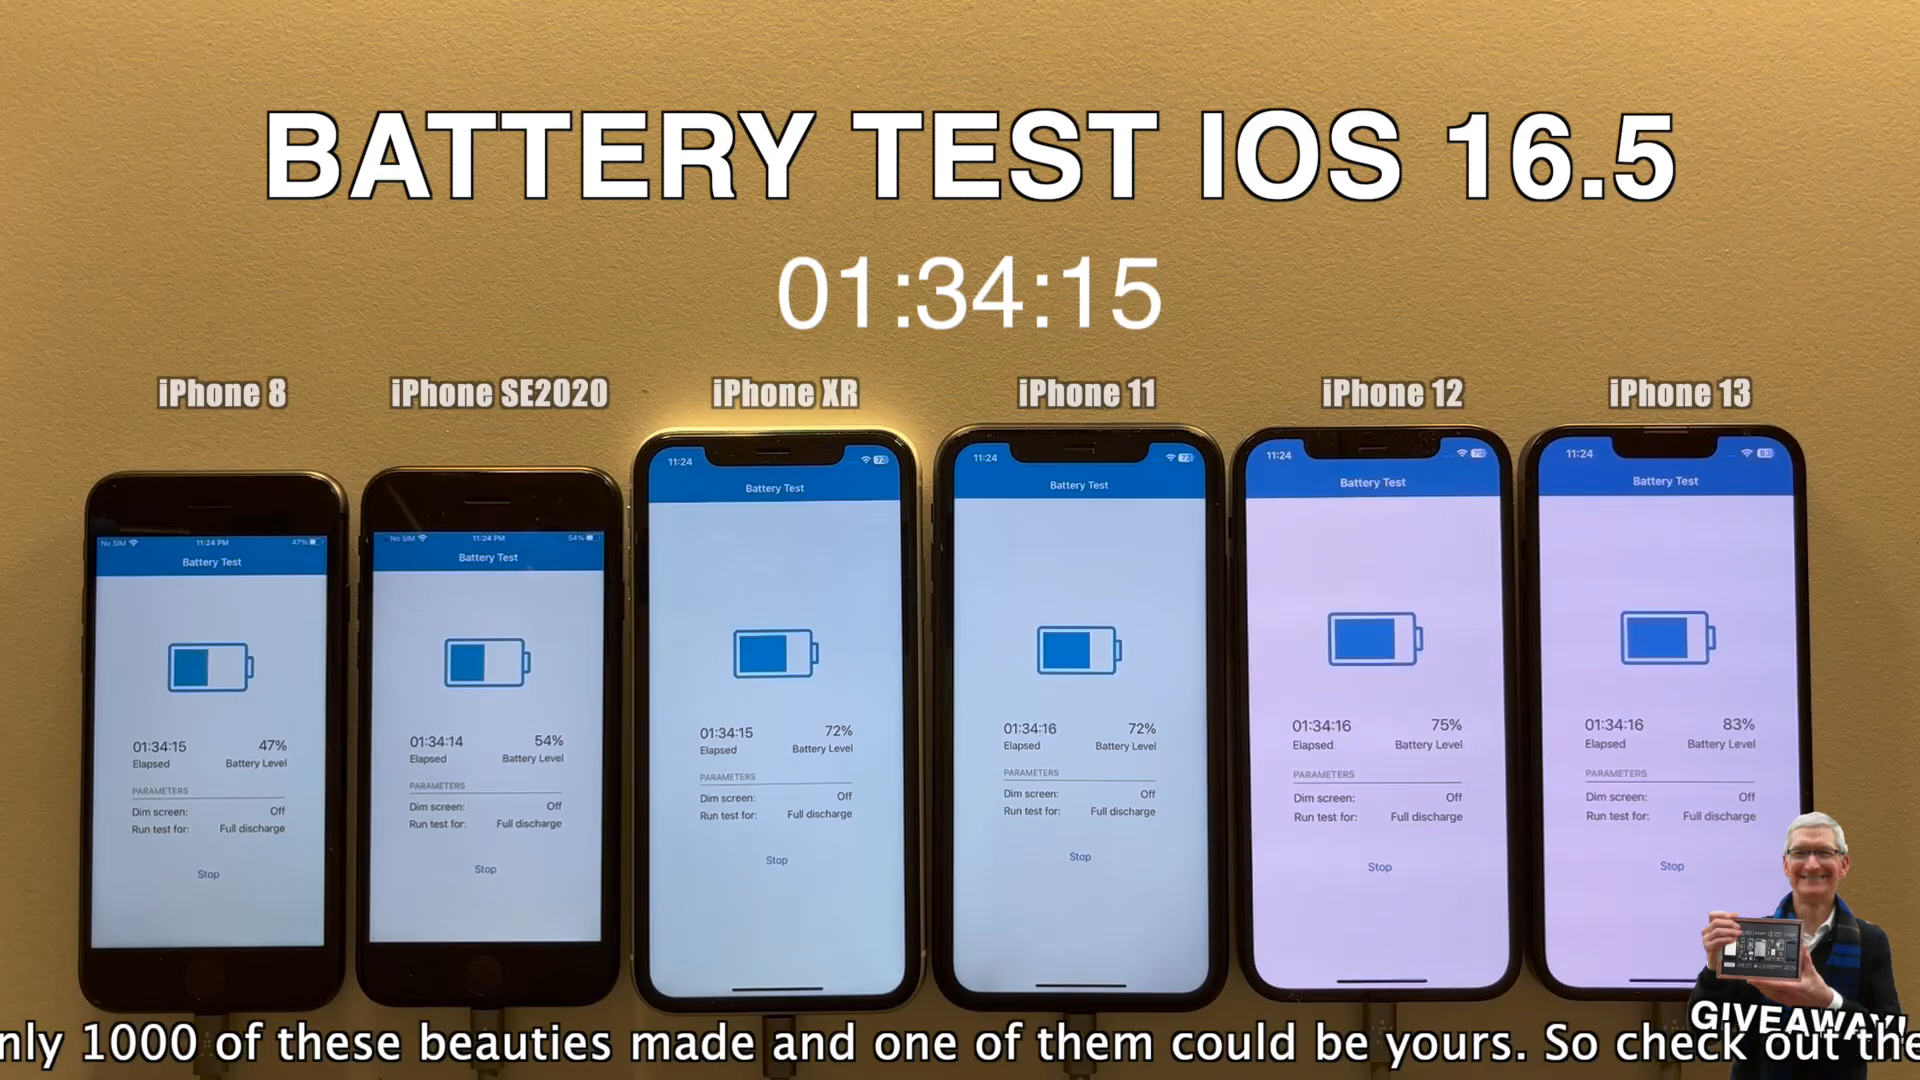 BATTERY TEST IOS 16.5
01:34:15
iPhone 8
iPhone SE2020
iPhone XR
iPhone 11
iPhone 12
iPhone 13
No SIM 11:24 PM 47%
Battery Test
01:34:15 47%
Elapsed Battery Level
PARAMETERS
Dim screen: Off
Run test for: Full discharge
Stop
No SIM 11:24 PM 54%
Battery Test
01:34:14 54%
Elapsed Battery Level
PARAMETERS
Dim screen: Off
Run test for: Full discharge
Stop
11:24 72
Battery Test
01:34:15 72%
Elapsed Battery Level
PARAMETERS
Dim screen: Off
Run test for: Full discharge
Stop
11:24 72
Battery Test
01:34:16 72%
Elapsed Battery Level
PARAMETERS
Dim screen: Off
Run test for: Full discharge
Stop
11:24 75
Battery Test
01:34:16 75%
Elapsed Battery Level
PARAMETERS
Dim screen: Off
Run test for: Full discharge
Stop
11:24 83
Battery Test
01:34:16 83%
Elapsed Battery Level
PARAMETERS
Dim screen: Off
Run test for: Full discharge
Stop
GIVEAWAY!
nly 1000 of these beauties made and one of them could be yours. So check out the